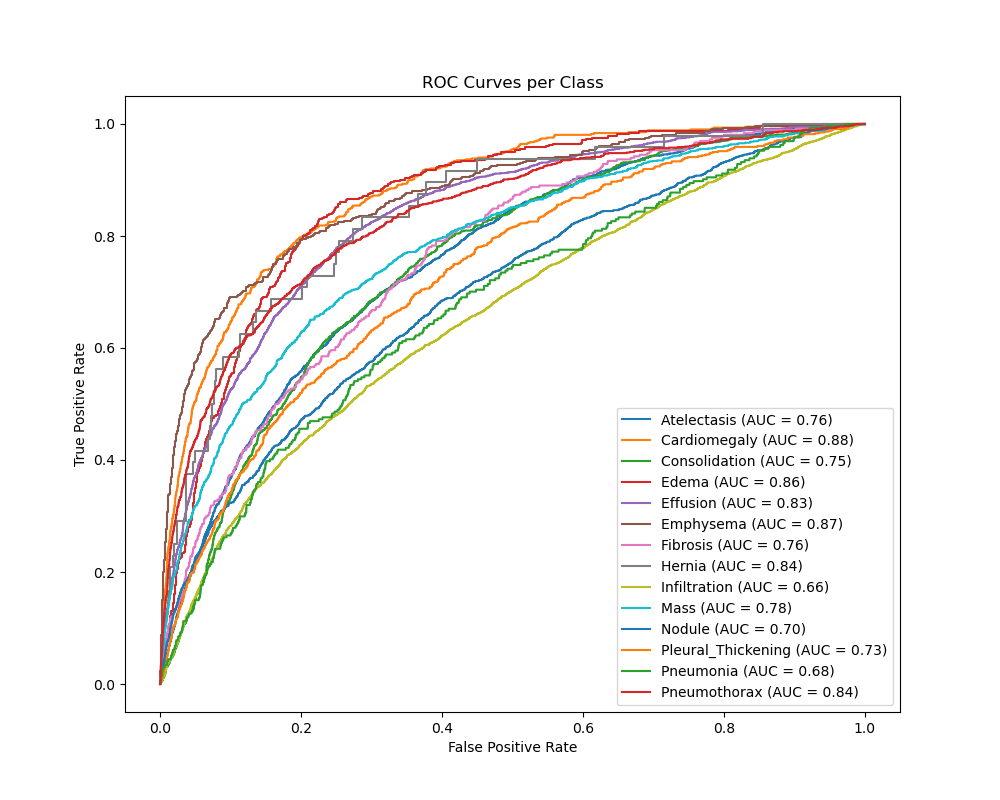 ROC Curves per Class
1.0
0.8
0.6
0.4
0.2
0.0
True Positive Rate
0.0 0.2 0.4 0.6 0.8 1.0
False Positive Rate
Atelectasis (AUC = 0.76)
Cardiomegaly (AUC = 0.88)
Consolidation (AUC = 0.75)
Edema (AUC = 0.86)
Effusion (AUC = 0.83)
Emphysema (AUC = 0.87)
Fibrosis (AUC = 0.76)
Hernia (AUC = 0.84)
Infiltration (AUC = 0.66)
Mass (AUC = 0.78)
Nodule (AUC = 0.70)
Pleural_Thickening (AUC = 0.73)
Pneumonia (AUC = 0.68)
Pneumothorax (AUC = 0.84)